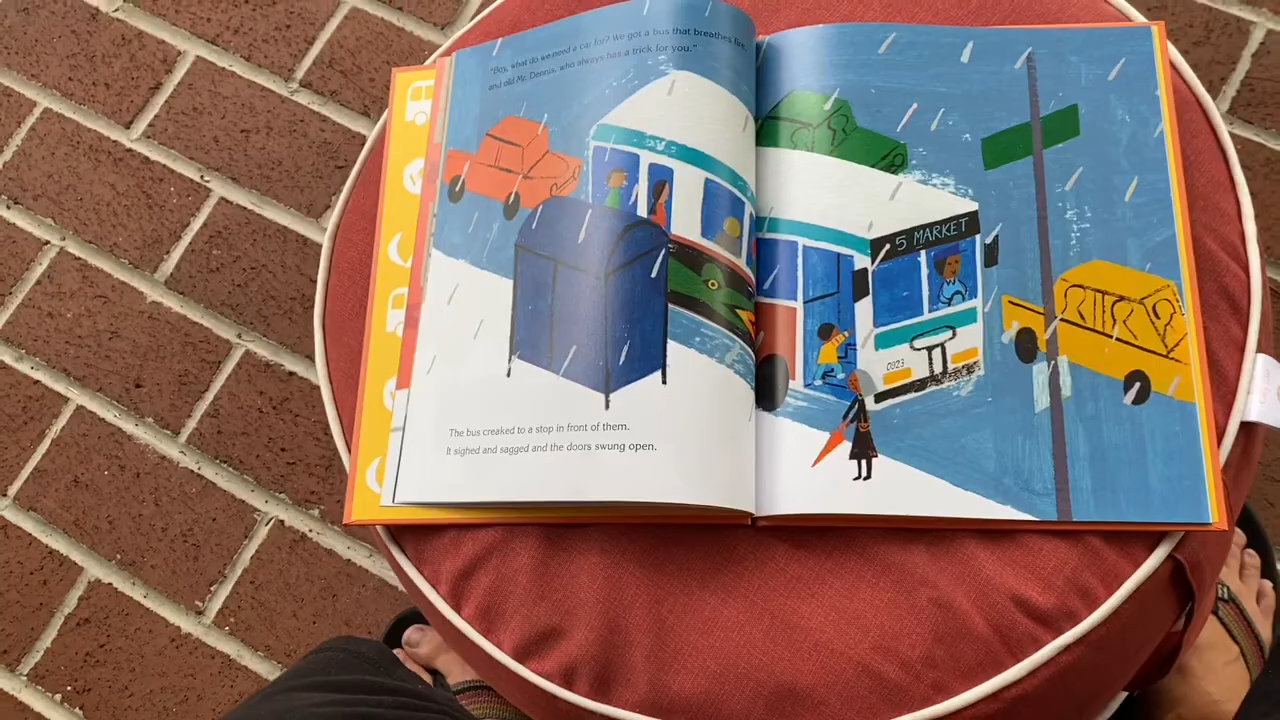 "Boy, what do we need a car for? We got a bus that breathes fire,
and old Mr. Dennis, who always has a trick for you."
5 MARKET
0923
The bus creaked to a stop in front of them.
It sighed and sagged and the doors swung open.